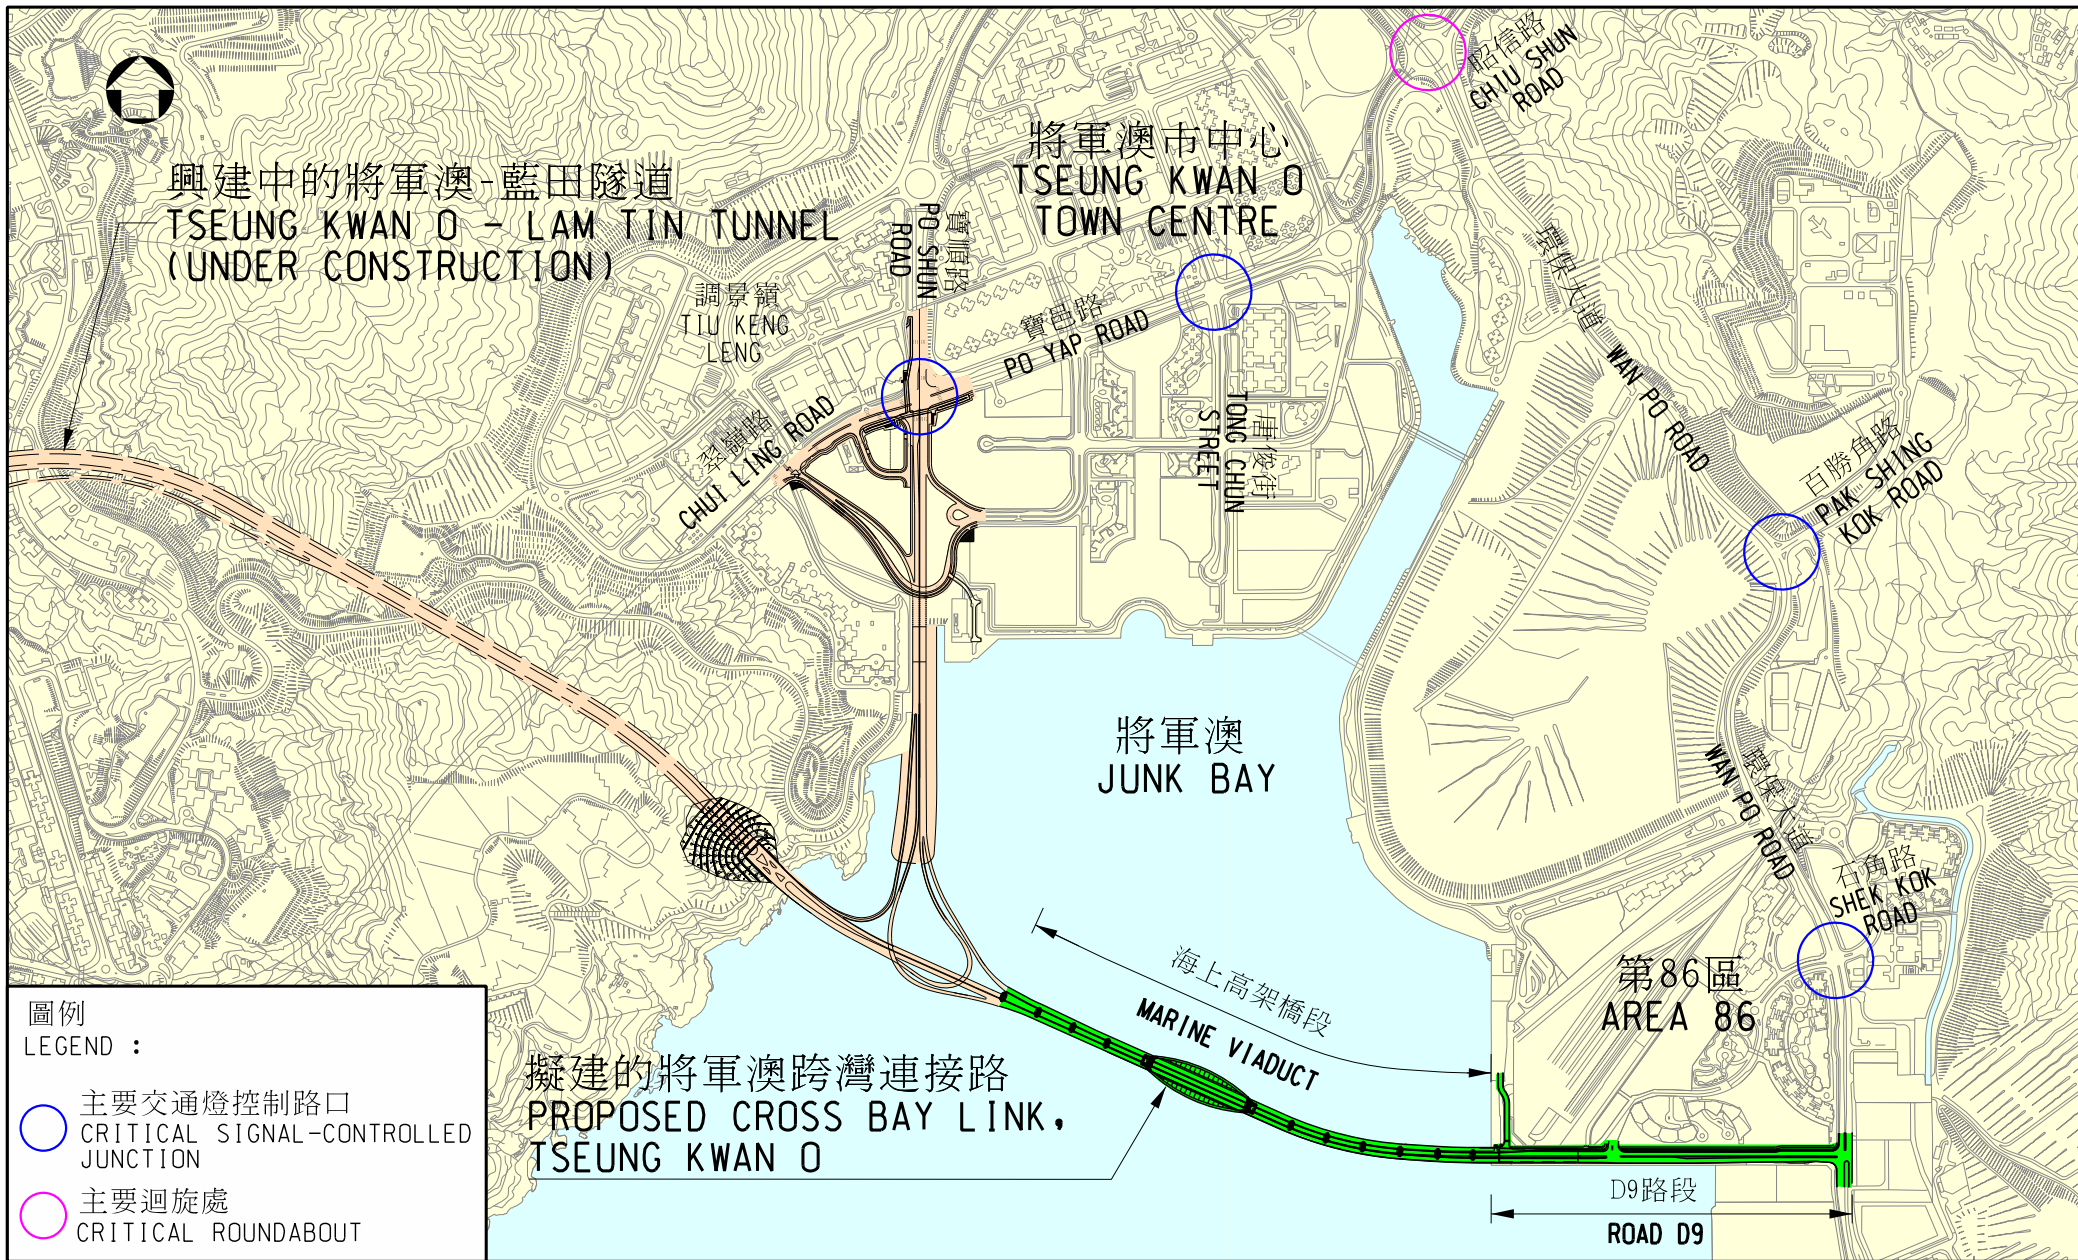 昭信路
CHIU SHUN
ROAD
將軍澳市中心
TSEUNG KWAN O
TOWN CENTRE
興建中的將軍澳-藍田隧道
TSEUNG KWAN O - LAM TIN TUNNEL
(UNDER CONSTRUCTION)
寶順路
PO SHUN
ROAD
調景嶺
TIU KENG
LENG
寶邑路
PO YAP ROAD
環保大道
WAN PO ROAD
翠嶺路
CHUI LING ROAD
唐俊街
TONG CHUN
STREET
百勝角路
PAK SHING
KOK ROAD
將軍澳
JUNK BAY
環保大道
WAN PO ROAD
石角路
SHEK KOK
ROAD
第86區
AREA 86
海上高架橋段
MARINE VIADUCT
擬建的將軍澳跨灣連接路
PROPOSED CROSS BAY LINK,
TSEUNG KWAN O
D9路段
ROAD D9
圖例
LEGEND :
主要交通燈控制路口
CRITICAL SIGNAL-CONTROLLED
JUNCTION
主要迴旋處
CRITICAL ROUNDABOUT